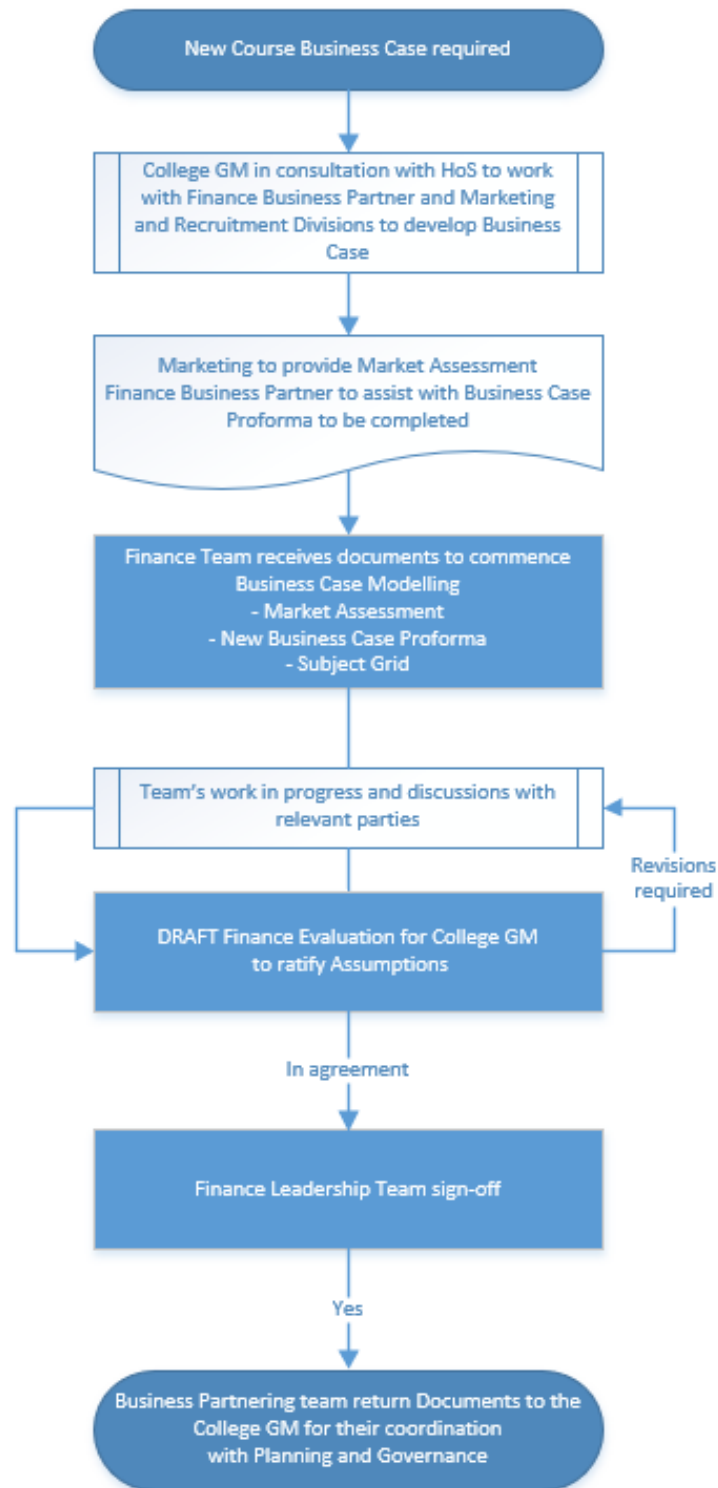 New Course Business Case required
College GM in consultation with HoS to work
with Finance Business Partner and Marketing
and Recruitment Divisions to develop Business
Case
Marketing to provide Market Assessment
Finance Business Partner to assist with Business Case
Proforma to be completed
Finance Team receives documents to commence
Business Case Modelling
- Market Assessment
- New Business Case Proforma
- Subject Grid
Team's work in progress and discussions with
relevant parties
Revisions
required
DRAFT Finance Evaluation for College GM
to ratify Assumptions
In agreement
Finance Leadership Team sign-off
Yes
Business Partnering team return Documents to the
College GM for their coordination
with Planning and Governance